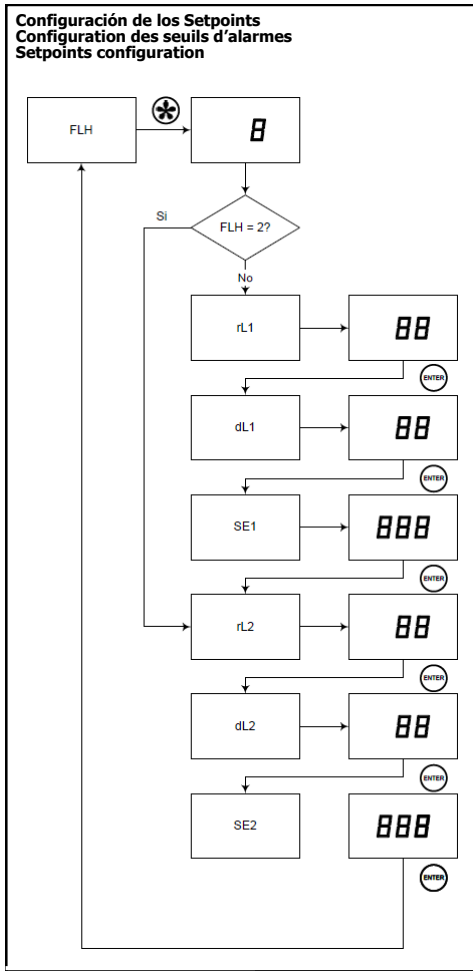 Configuración de los Setpoints
Configuration des seuils d'alarmes
Setpoints configuration
FLH
8
Si
FLH = 2?
No
rL1
88
ENTER
dL1
88
ENTER
SE1
888
ENTER
rL2
88
ENTER
dL2
88
ENTER
SE2
888
ENTER